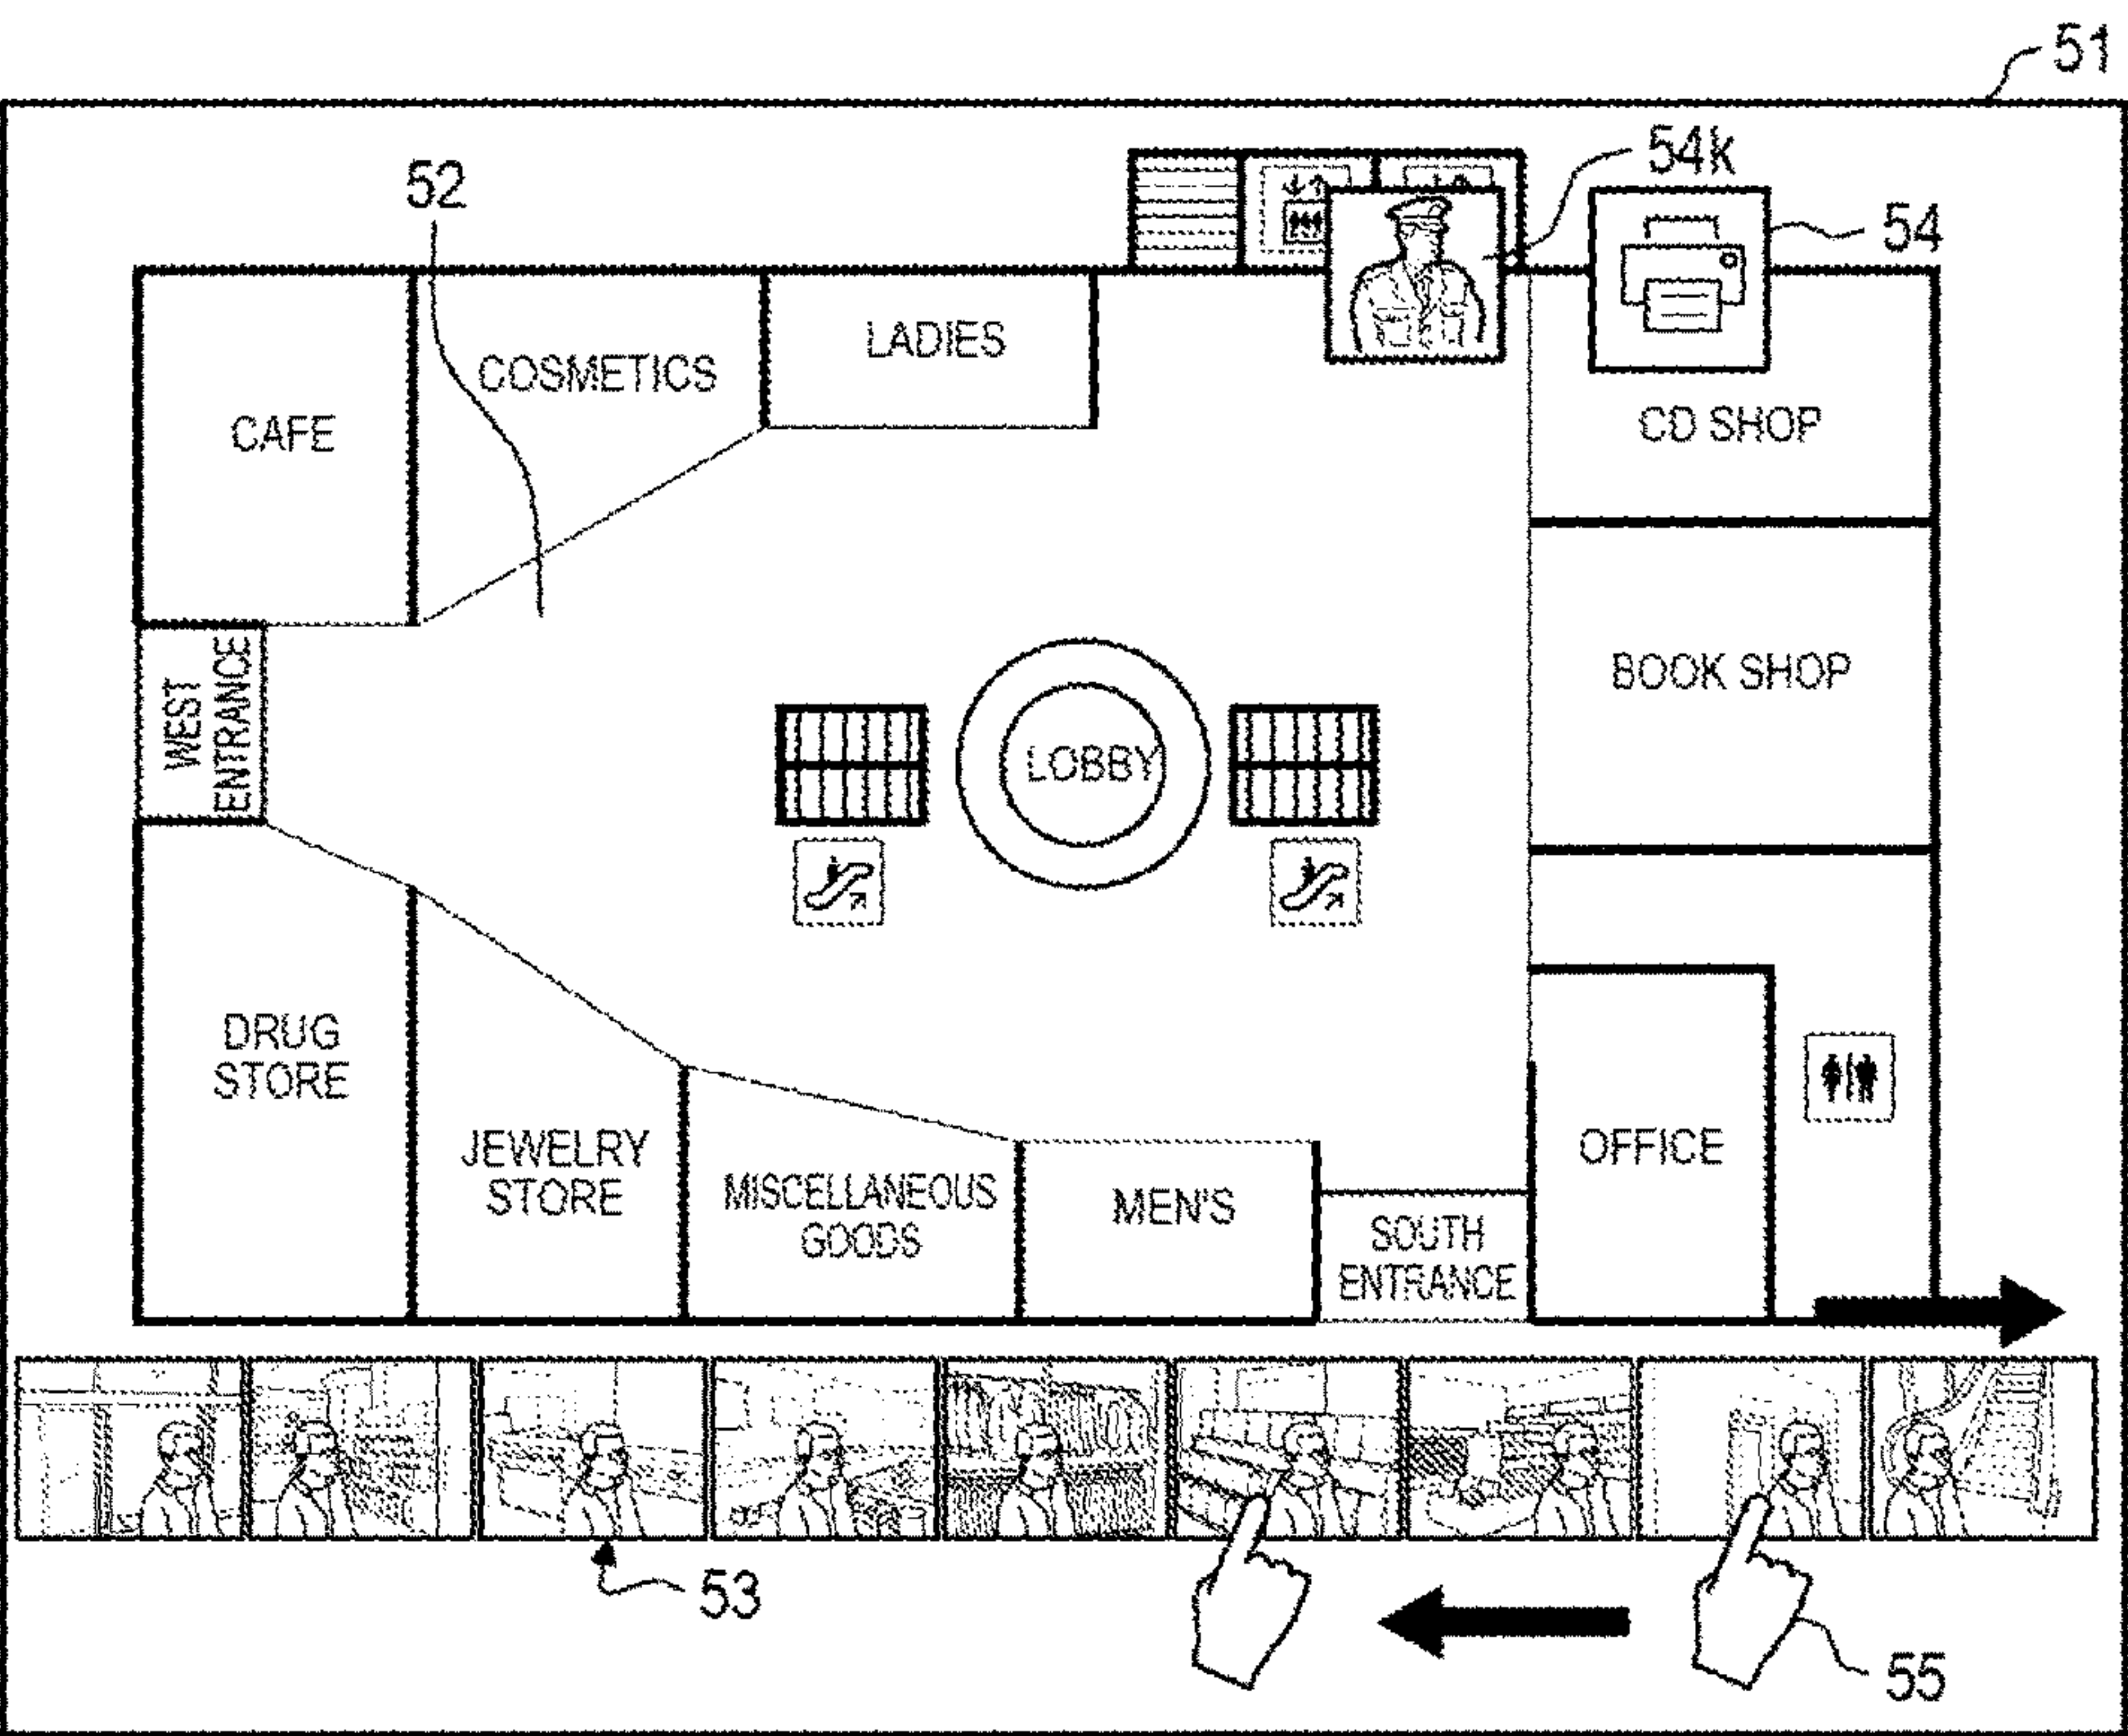 51
52
54k
54
LADIES
COSMETICS
CAFE
CD SHOP
WEST
ENTRANCE
LOBBY
BOOK SHOP
DRUG
STORE
JEWELRY
STORE
MISCELLANEOUS
GOODS
MEN'S
SOUTH
ENTRANCE
OFFICE
53
55